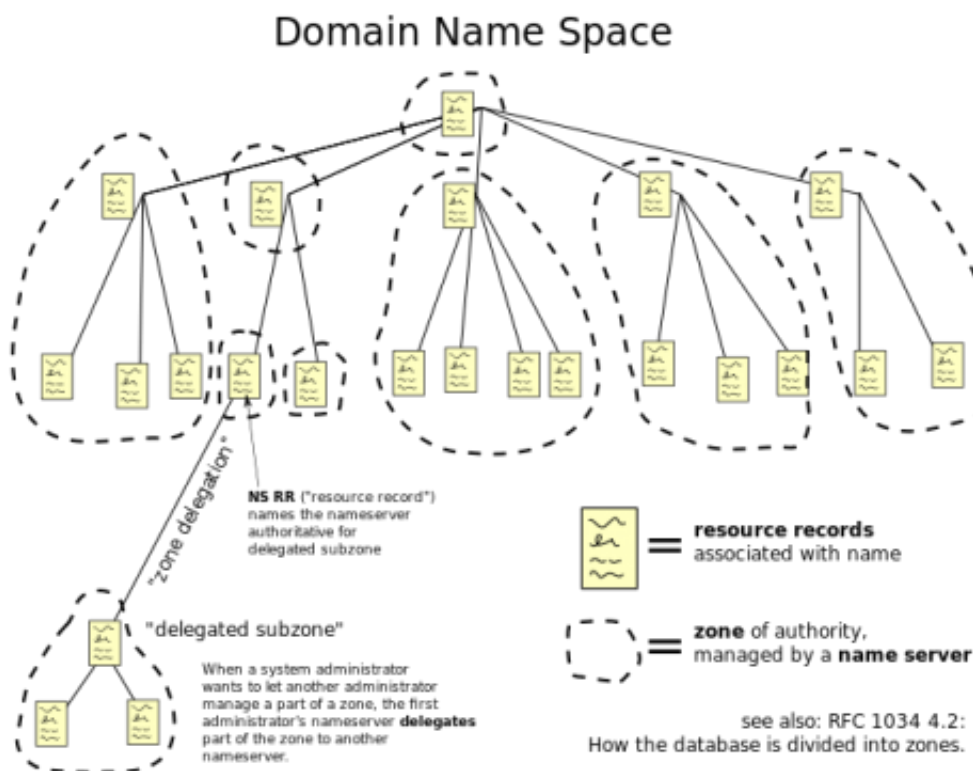 Domain Name Space
"zone delegation"
NS RR ("resource record")
names the nameserver
authoritative for
delegated subzone
"delegated subzone"
When a system administrator
wants to let another administrator
manage a part of a zone, the first
administrator's nameserver delegates
part of the zone to another
nameserver.
= resource records
associated with name
= zone of authority,
managed by a name server
see also: RFC 1034 4.2:
How the database is divided into zones.